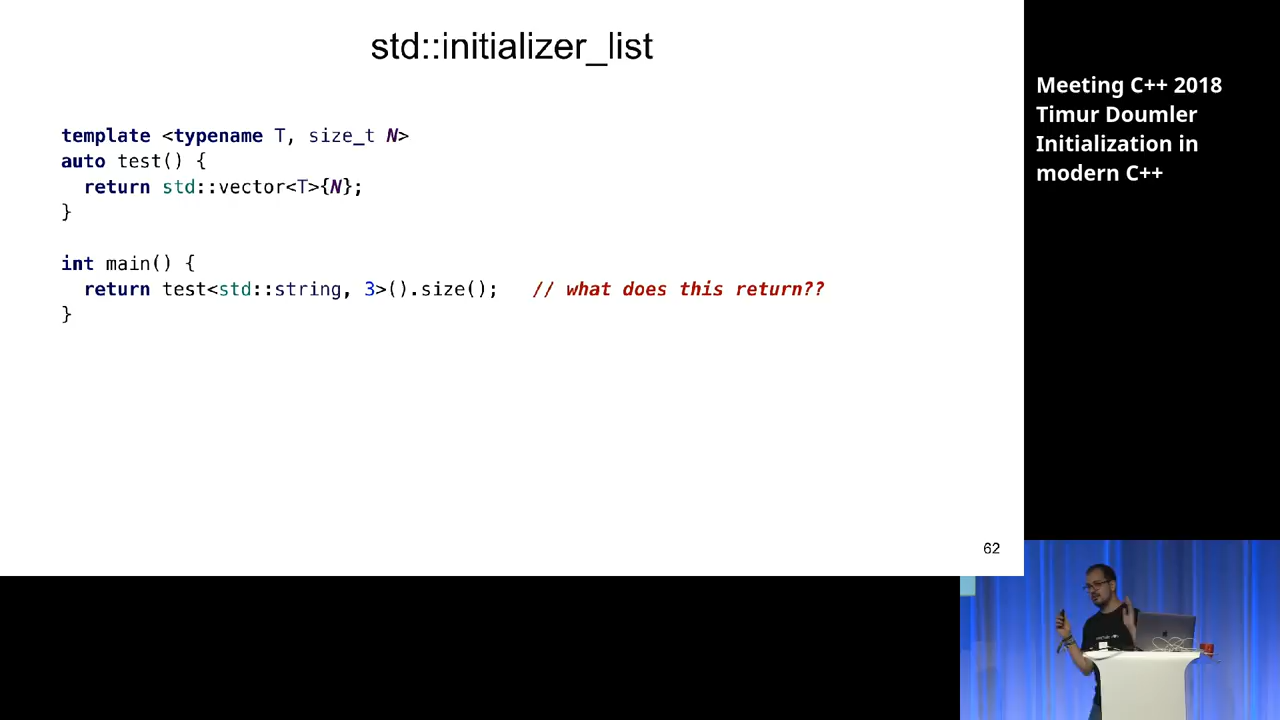 std::initializer_list
template <typename T, size_t N>
auto test() {
  return std::vector<T>{N};
}
int main() {
  return test<std::string, 3>().size();   // what does this return??
}
62
Meeting C++ 2018
Timur Doumler
Initialization in
modern C++